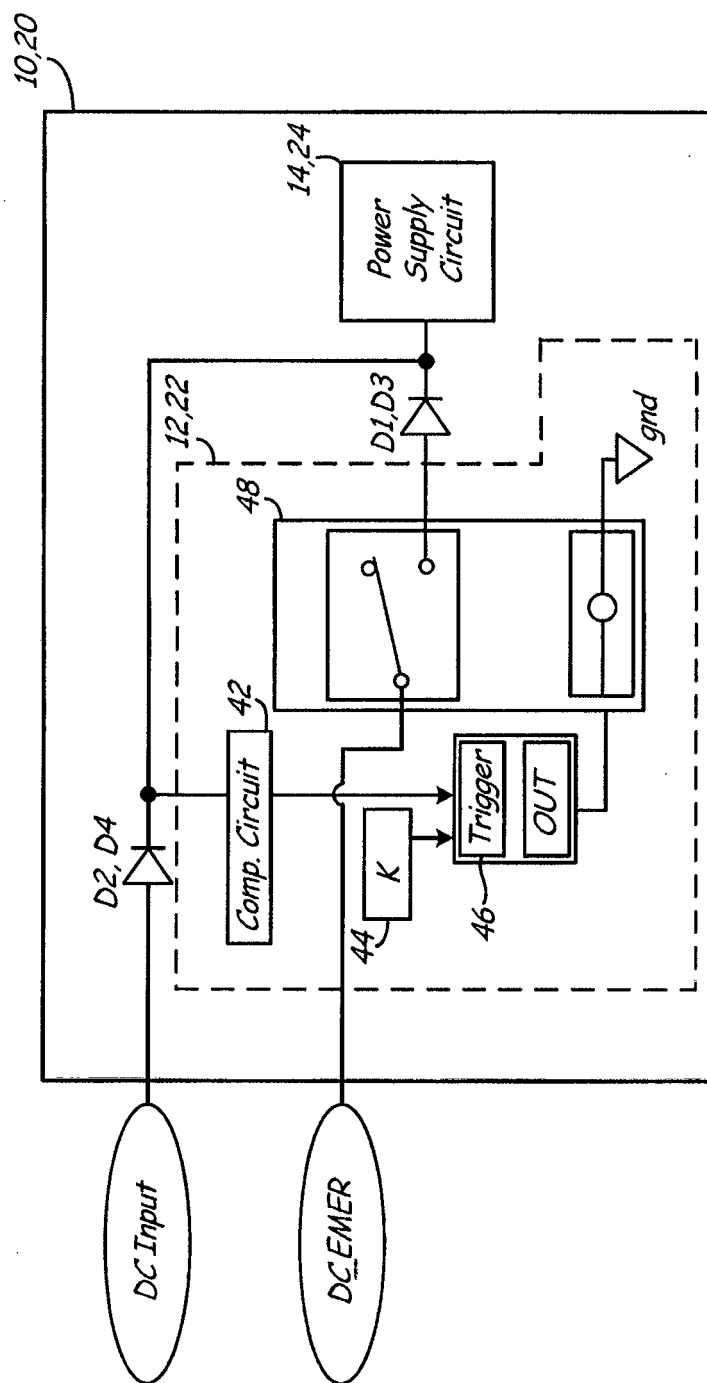 10,20
14,24
Power
Supply
Circuit
12,22
D1,D3
48
gnd
D2, D4
42
Comp. Circuit
K
44
Trigger
OUT
46
DC Input
DC_EMER